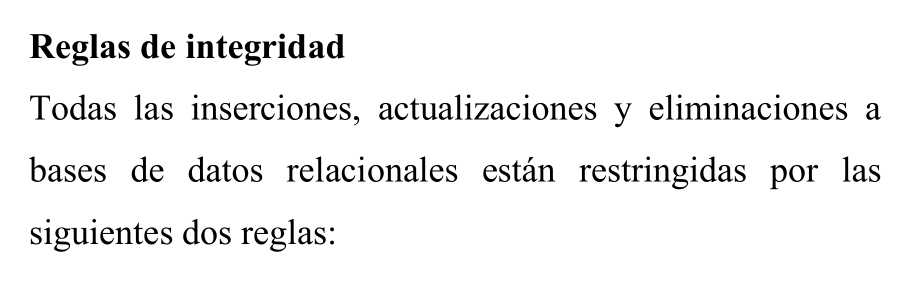 Reglas de integridad
Todas las inserciones, actualizaciones y eliminaciones a
bases de datos relacionales están restringidas por las
siguientes dos reglas: